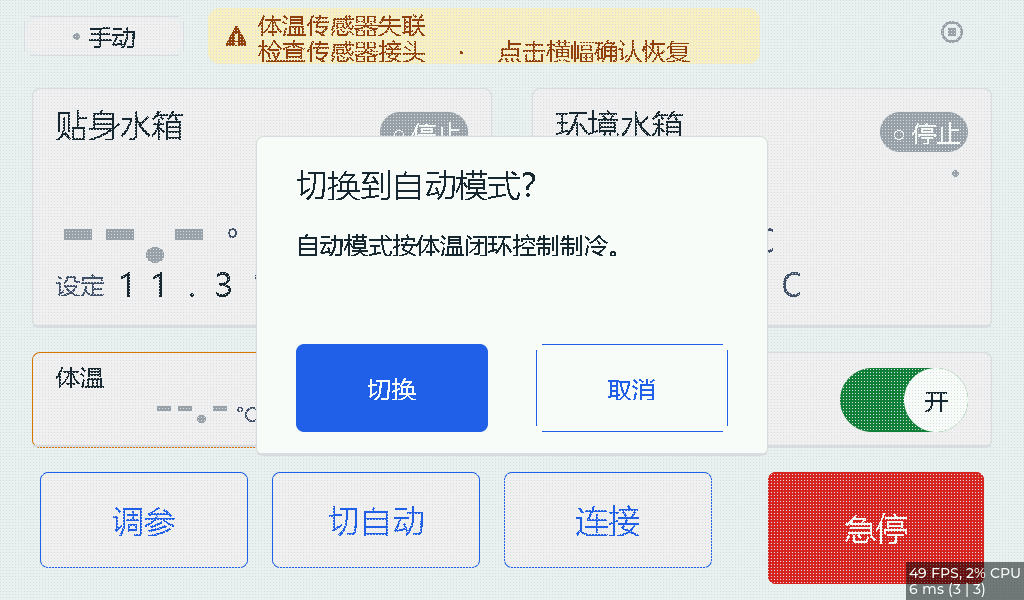 手动
体温传感器失联
检查传感器接头 · 点击横幅确认恢复
贴身水箱
停止
环境水箱
停止
切换到自动模式?
自动模式按体温闭环控制制冷。
--.-°
C
设定 11.3
C
切换
取消
体温
--.-°C
开
调参
切自动
连接
急停
49 FPS, 2% CPU
6 ms (3 | 3)